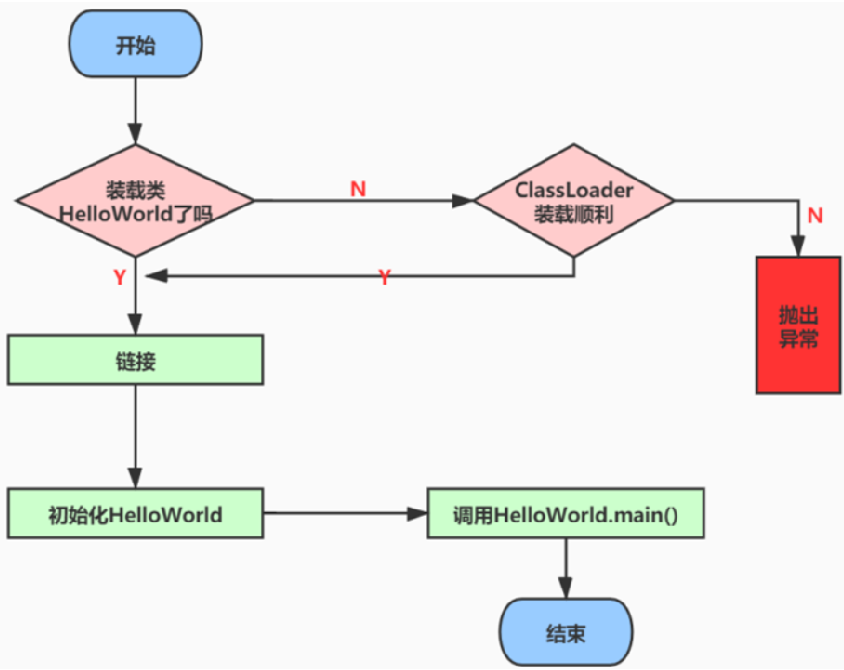 开始
装载类
HelloWorld了吗
N
ClassLoader
装载顺利
N
Y
Y
抛出
异常
链接
初始化HelloWorld
调用HelloWorld.main()
结束